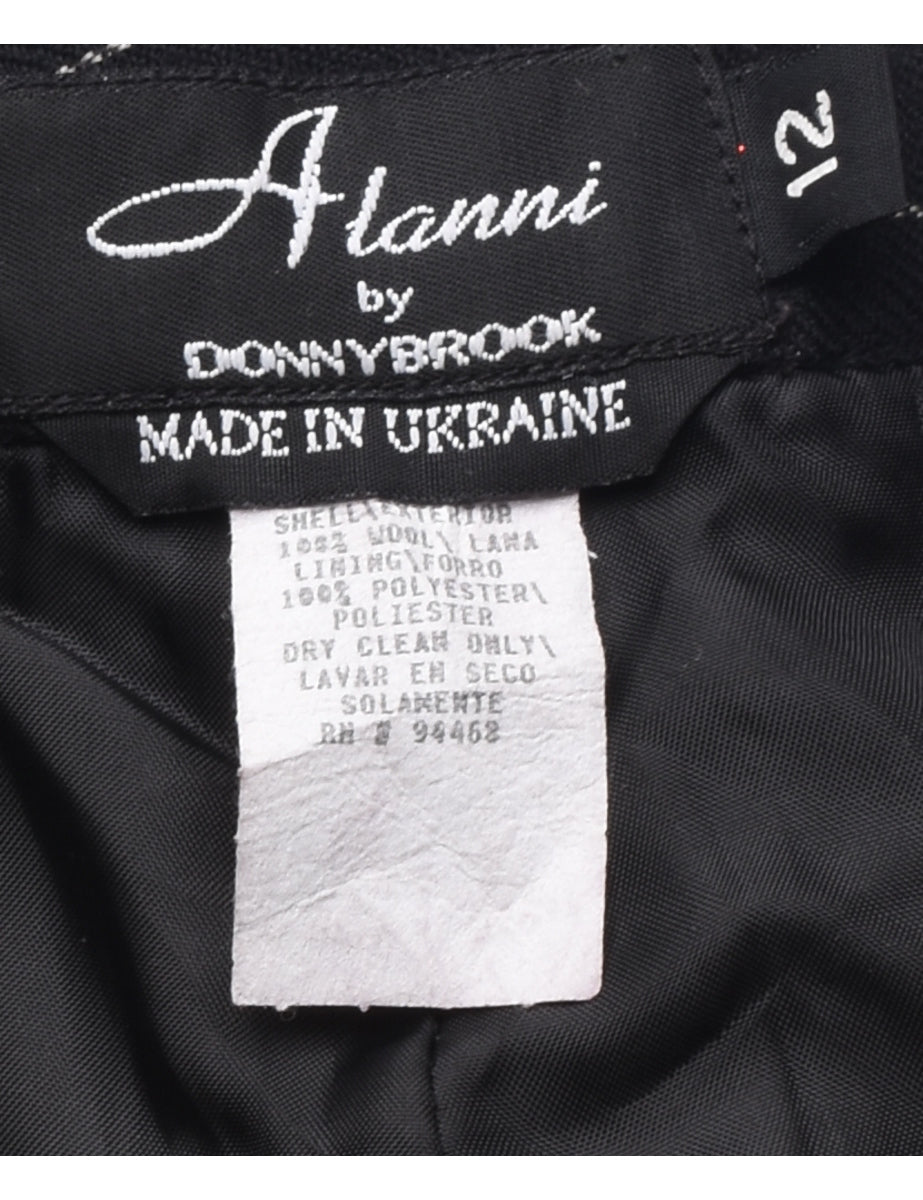 Alanni
12
by
DONNYBROOK
MADE IN UKRAINE
SHELL\EXTERIOR
100% WOOL\ LANA
LINING\FORRO
100% POLYESTER\
POLIESTER
DRY CLEAN ONLY\
LAVAR EN SECO
SOLAMENTE
RN # 94468